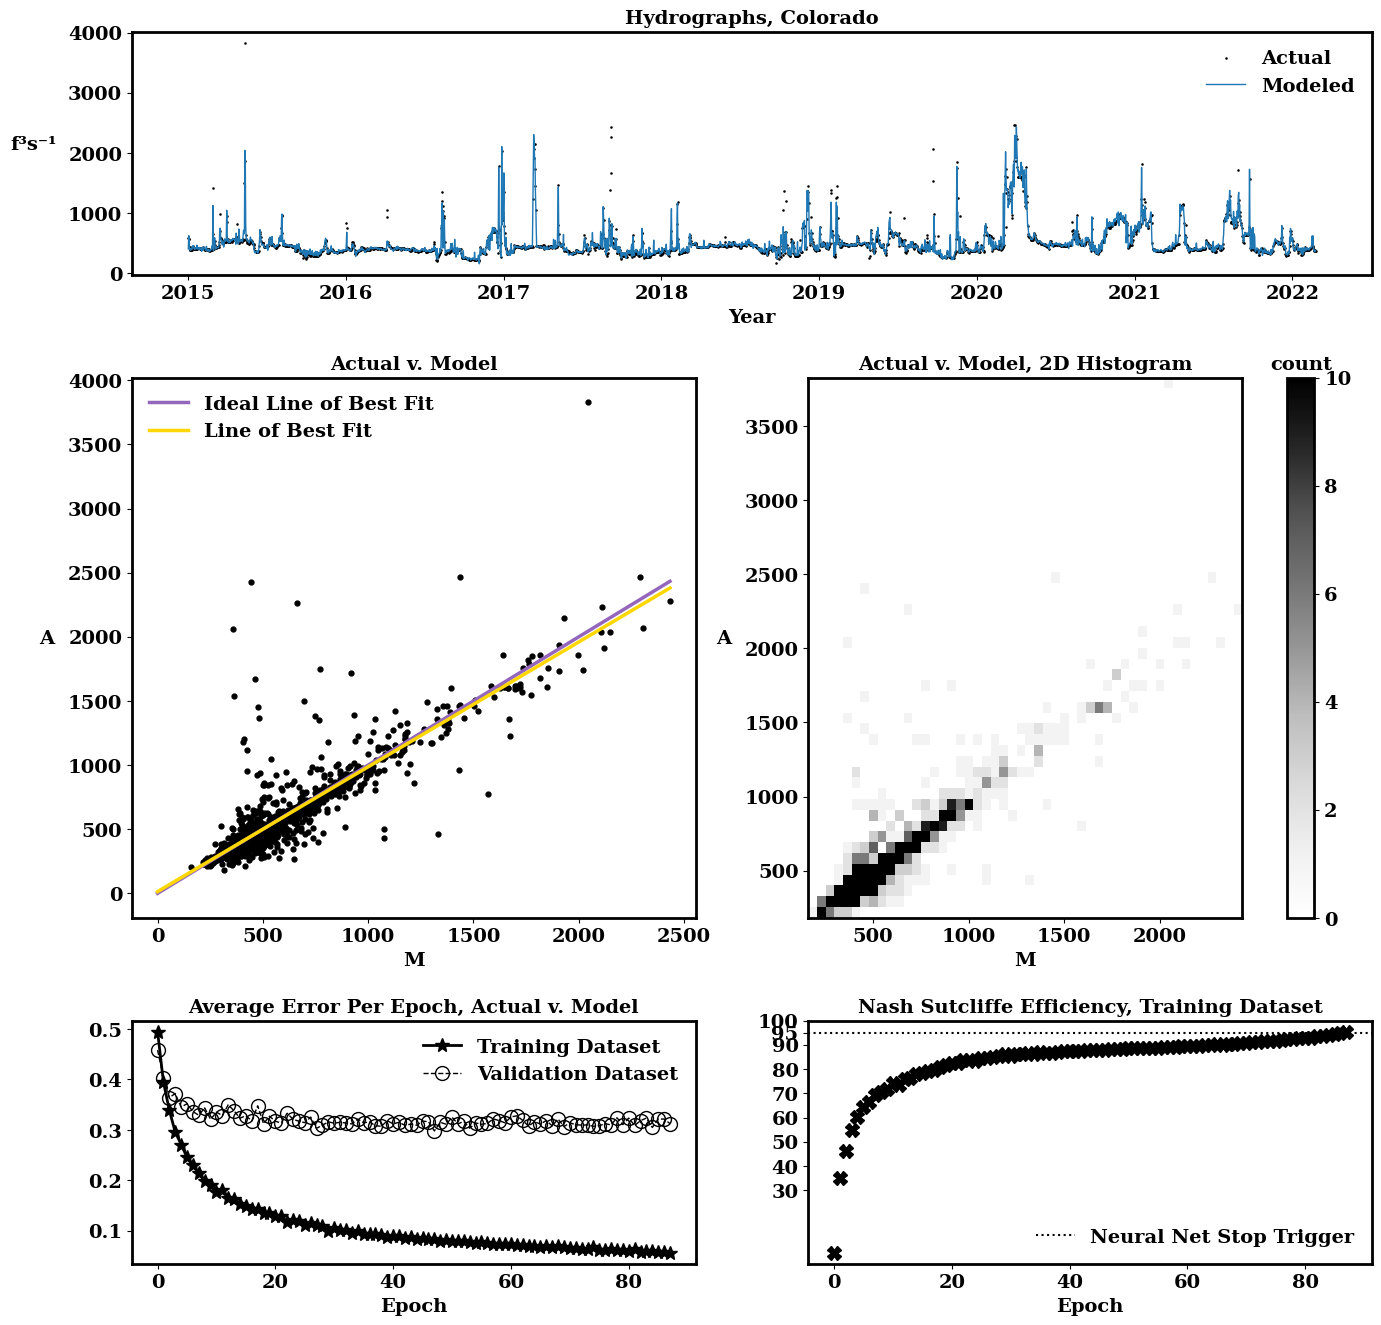 Hydrographs, Colorado
4000
3000
2000
1000
0
f³s⁻¹
Actual
Modeled
2015 2016 2017 2018 2019 2020 2021 2022
Year
Actual v. Model
4000
3500
3000
2500
2000
1500
1000
500
0
A
Ideal Line of Best Fit
Line of Best Fit
0 500 1000 1500 2000 2500
M
Actual v. Model, 2D Histogram
3500
3000
2500
2000
1500
1000
500
A
500 1000 1500 2000
M
count
10
8
6
4
2
0
Average Error Per Epoch, Actual v. Model
0.5
0.4
0.3
0.2
0.1
Training Dataset
Validation Dataset
0 20 40 60 80
Epoch
Nash Sutcliffe Efficiency, Training Dataset
100
95
90
80
70
60
50
40
30
Neural Net Stop Trigger
0 20 40 60 80
Epoch